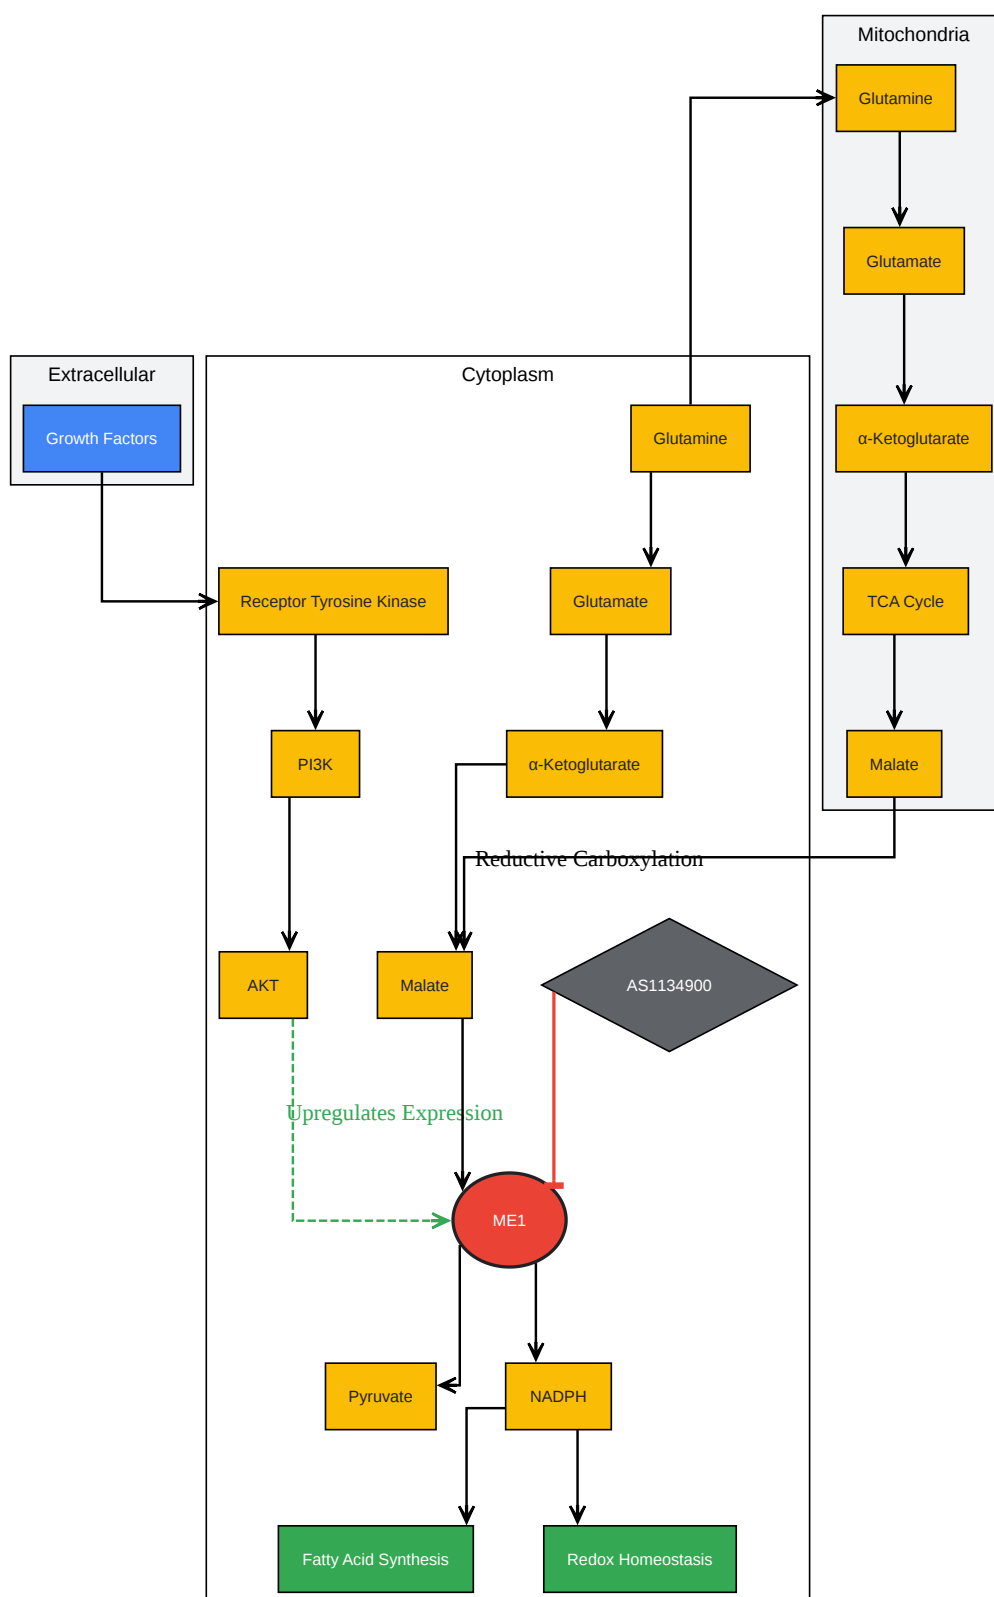 Mitochondria
Glutamine
Glutamate
Extracellular
Cytoplasm
Growth Factors
Glutamine
α-Ketoglutarate
Receptor Tyrosine Kinase
Glutamate
TCA Cycle
PI3K
α-Ketoglutarate
Malate
Reductive Carboxylation
AKT
Malate
AS1134900
Upregulates Expression
ME1
Pyruvate
NADPH
Fatty Acid Synthesis
Redox Homeostasis